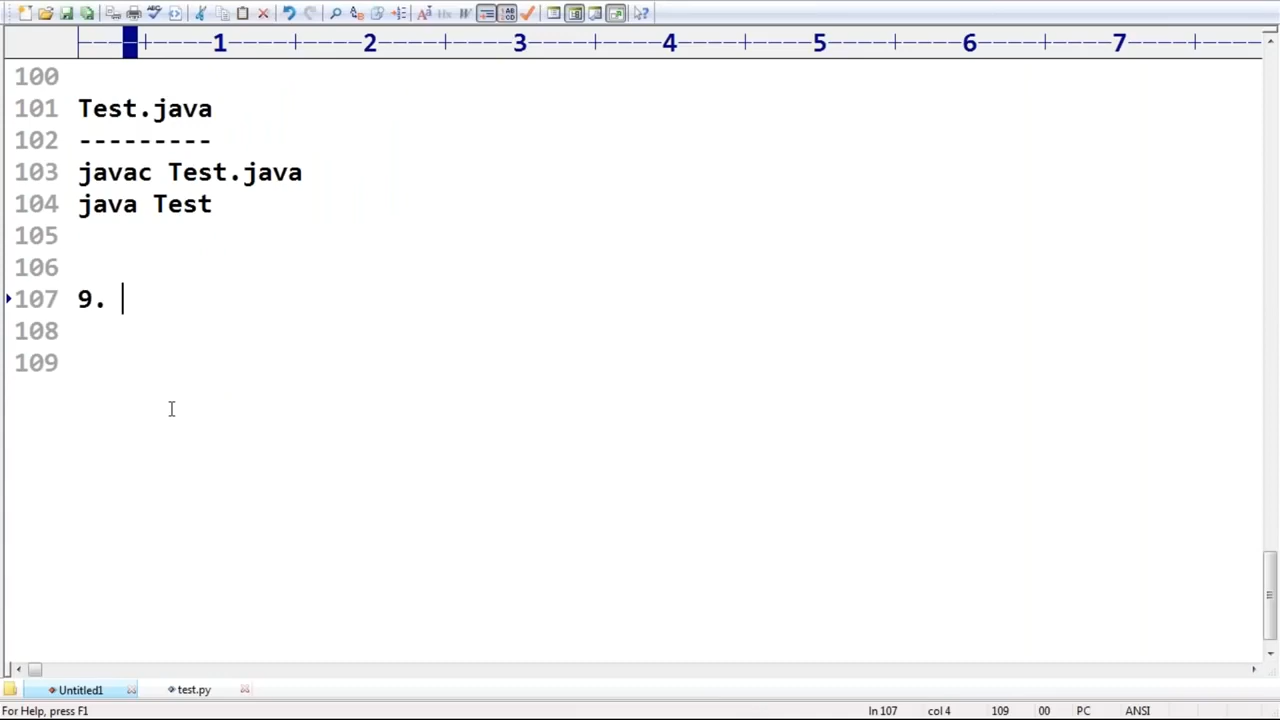 1 2 3 4 5 6 7
100
101 Test.java
102 ---------
103 javac Test.java
104 java Test
105
106
107 9.
108
109
Untitled1 test.py
For Help, press F1 ln 107 col 4 109 00 PC ANSI